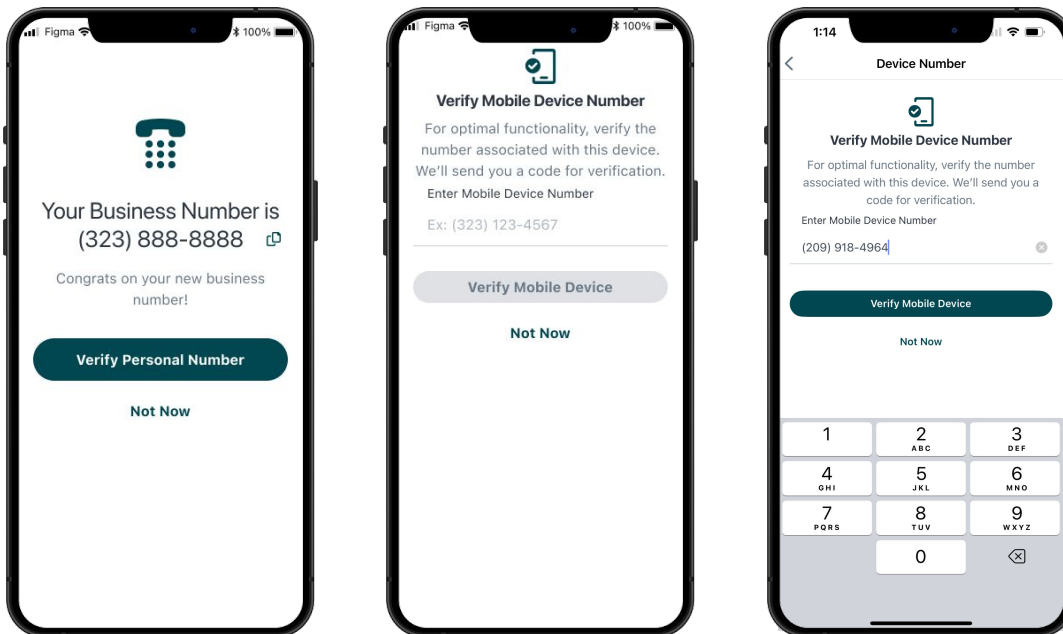 Figma 100%
Your Business Number is
(323) 888-8888
Congrats on your new business
number!
Verify Personal Number
Not Now
Figma 100%
Verify Mobile Device Number
For optimal functionality, verify the
number associated with this device.
We'll send you a code for verification.
Enter Mobile Device Number
Ex: (323) 123-4567
Verify Mobile Device
Not Now
1:14
Device Number
Verify Mobile Device Number
For optimal functionality, verify the number
associated with this device. We'll send you a
code for verification.
Enter Mobile Device Number
(209) 918-4964
Verify Mobile Device
Not Now
1 2 3
ABC DEF
4 5 6
GHI JKL MNO
7 8 9
PQRS TUV WXYZ
0